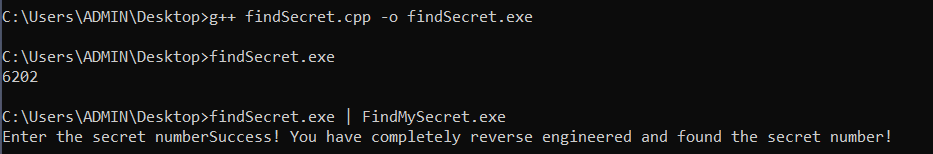 C:\Users\ADMIN\Desktop>g++ findSecret.cpp -o findSecret.exe
C:\Users\ADMIN\Desktop>findSecret.exe
6202
C:\Users\ADMIN\Desktop>findSecret.exe | FindMySecret.exe
Enter the secret numberSuccess! You have completely reverse engineered and found the secret number!